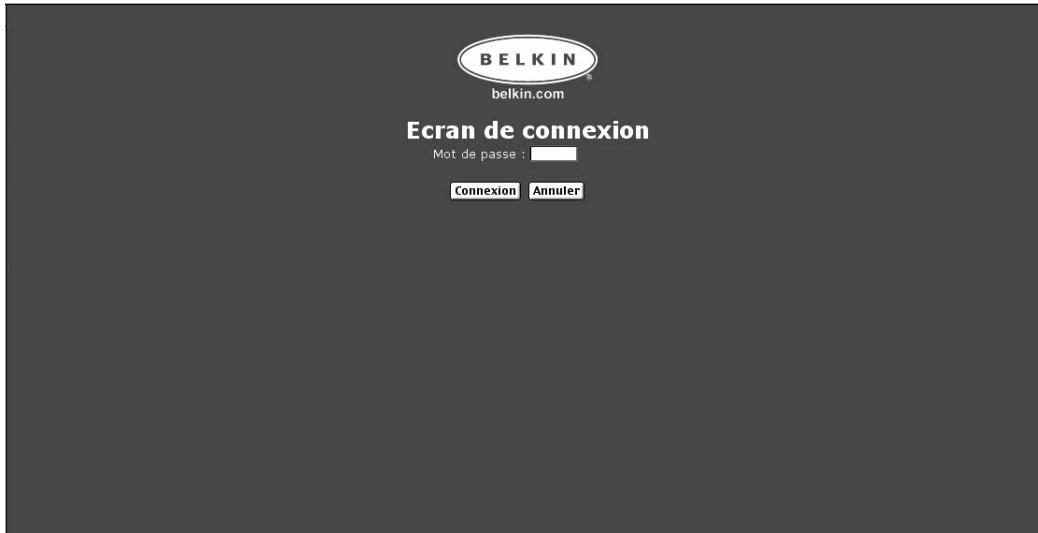 BELKIN
®
belkin.com
Ecran de connexion
Mot de passe :
Connexion Annuler